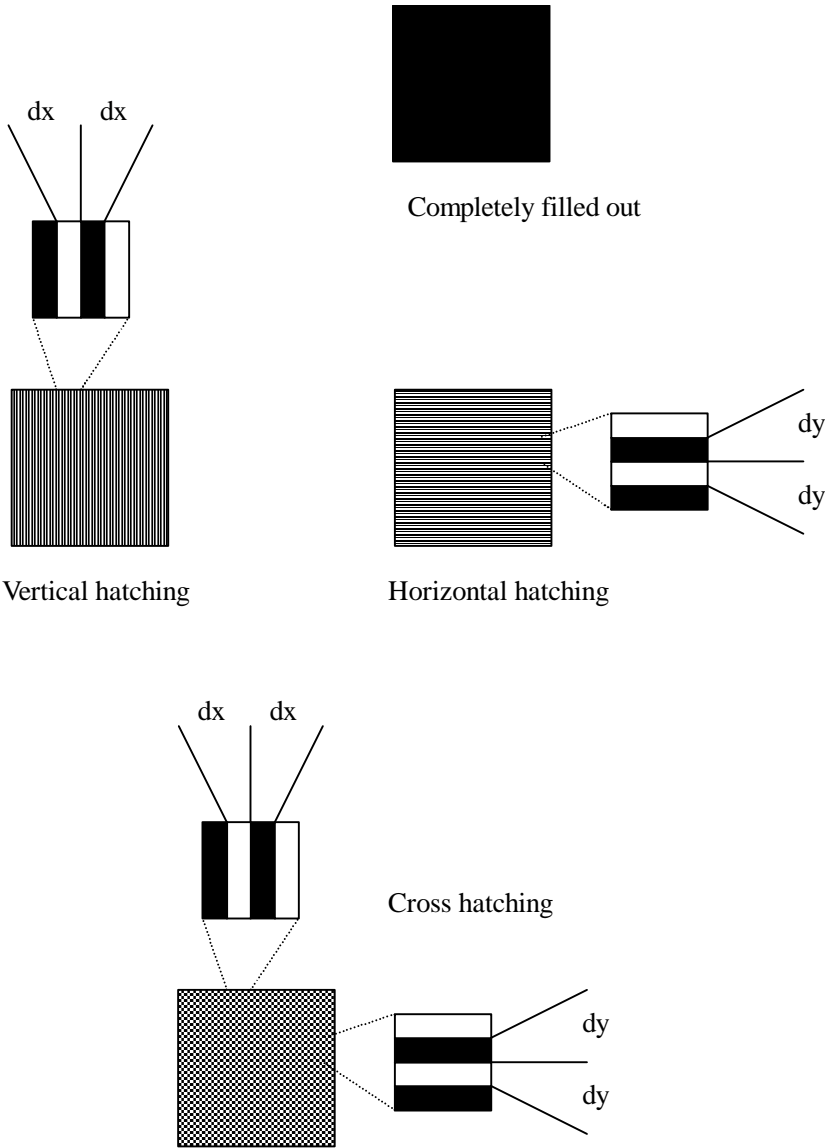 dx dx
Completely filled out
dy
dy
Vertical hatching
Horizontal hatching
dx dx
Cross hatching
dy
dy